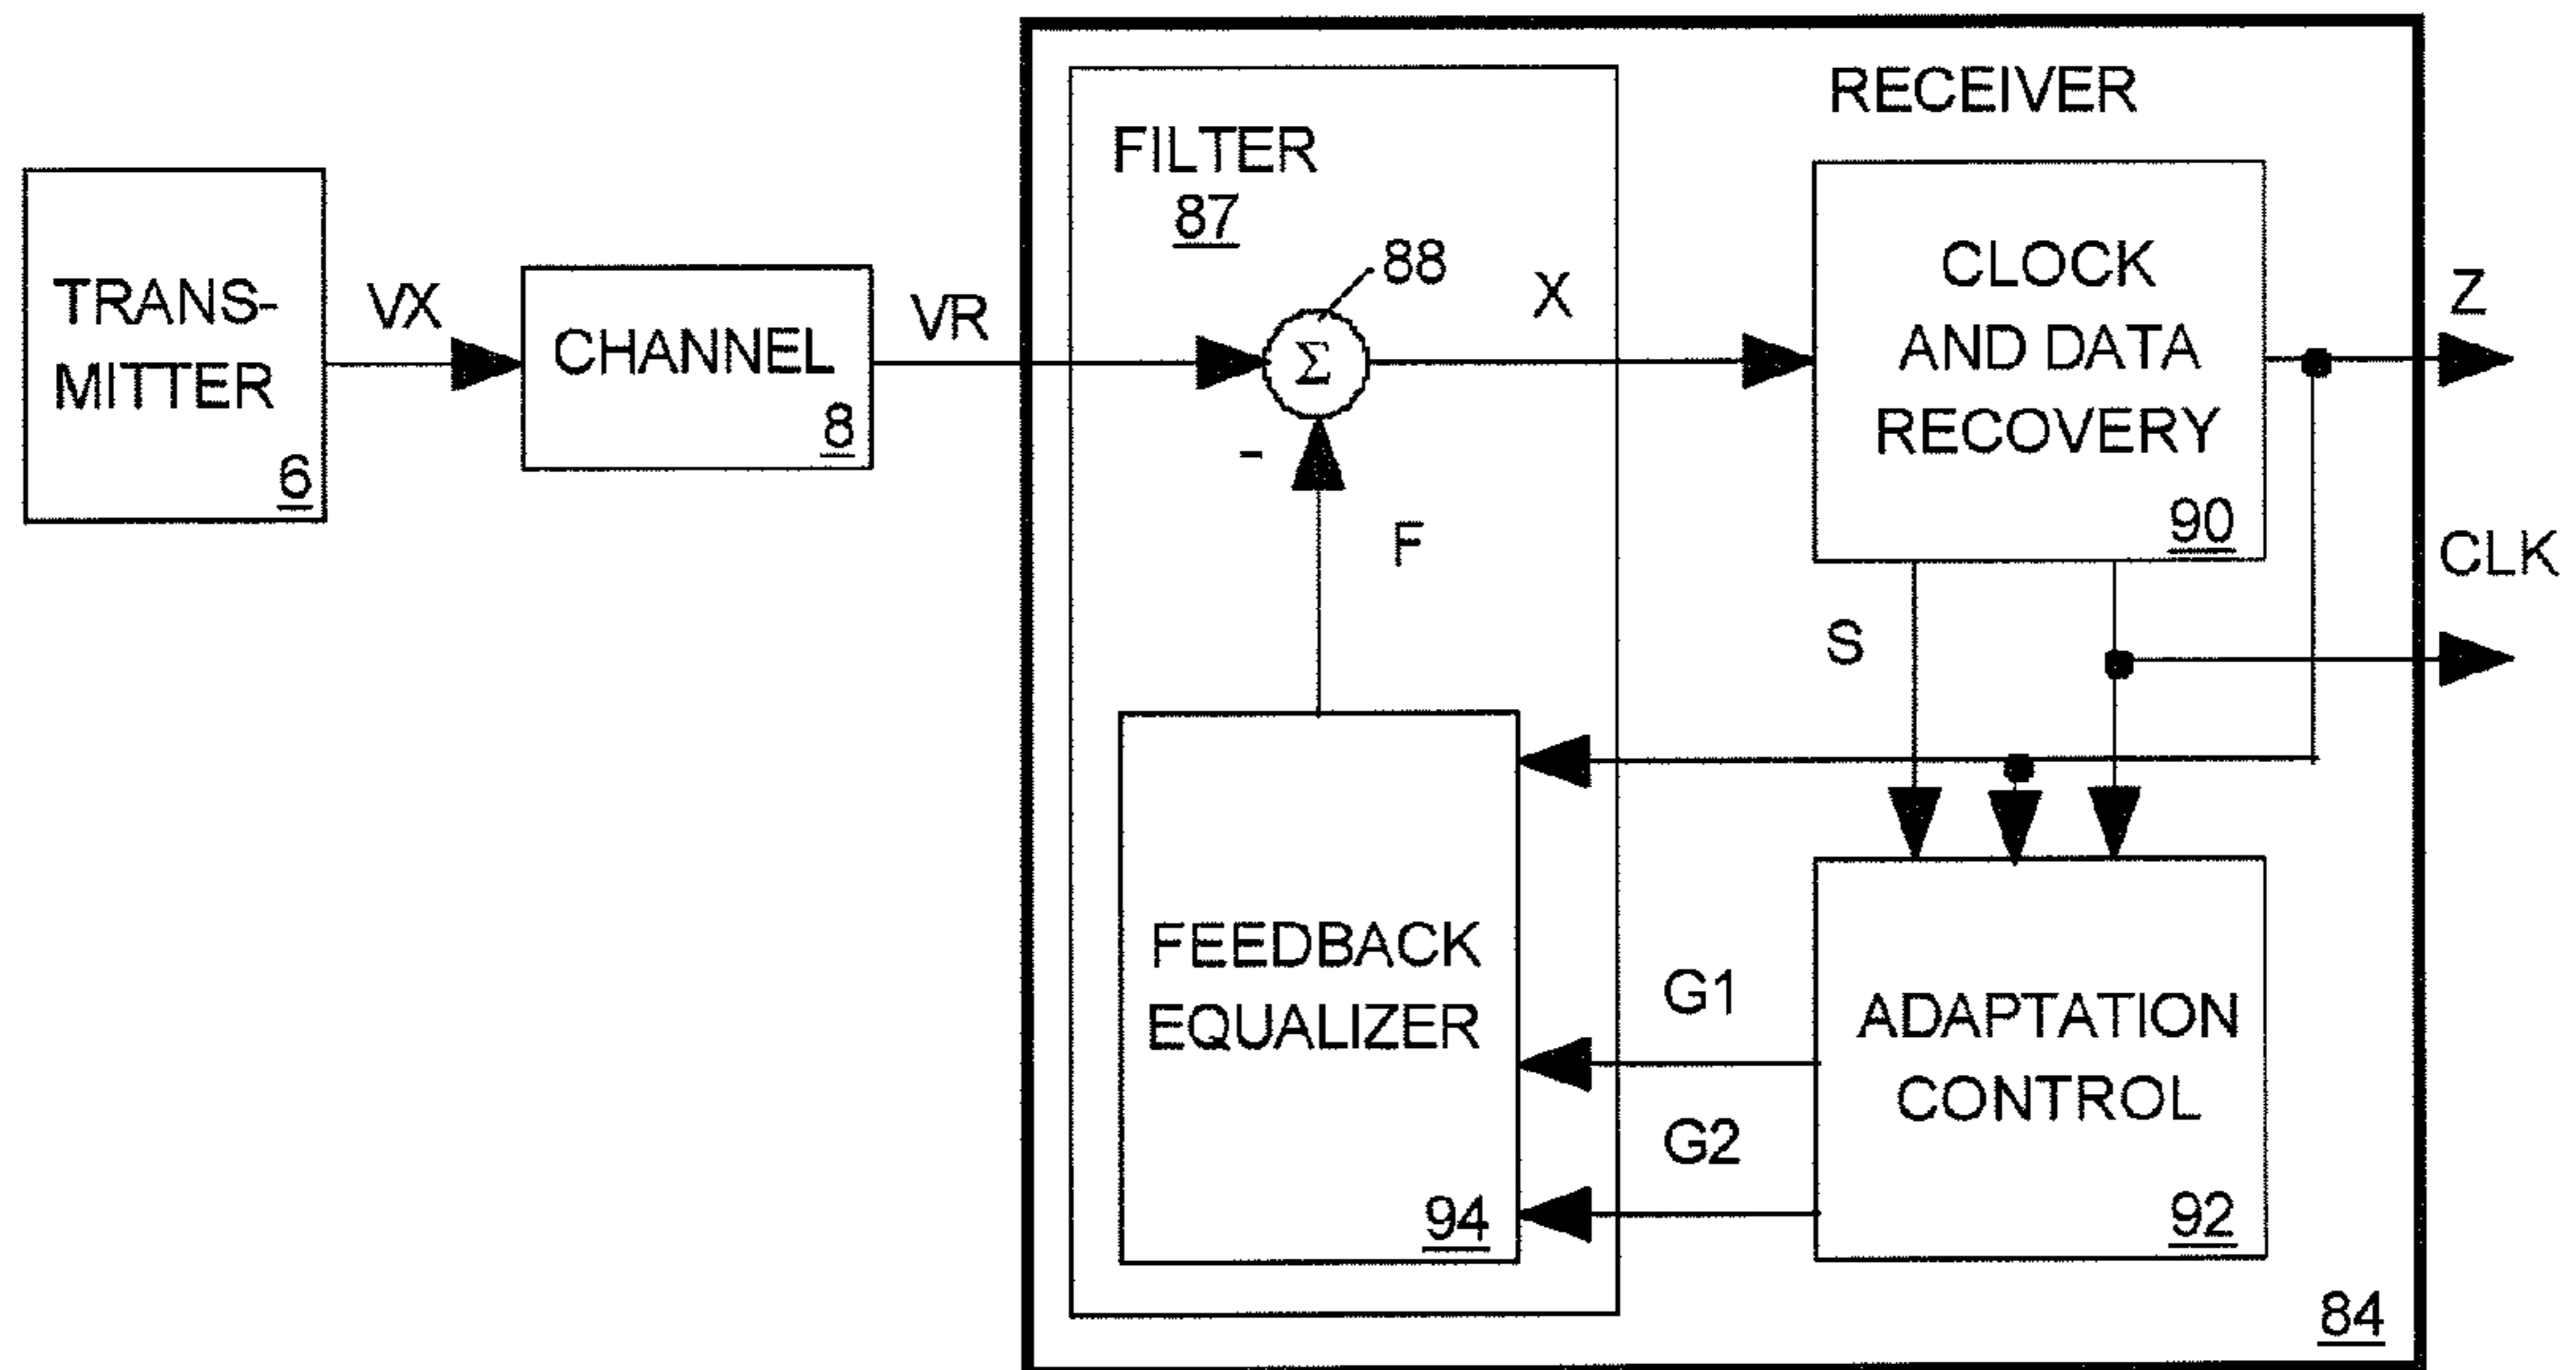 RECEIVER
FILTER
87
88
TRANS-
MITTER
6
VX
CHANNEL
8
VR
Σ
-
X
CLOCK
AND DATA
RECOVERY
90
Z
CLK
F
S
FEEDBACK
EQUALIZER
94
G1
G2
ADAPTATION
CONTROL
92
84